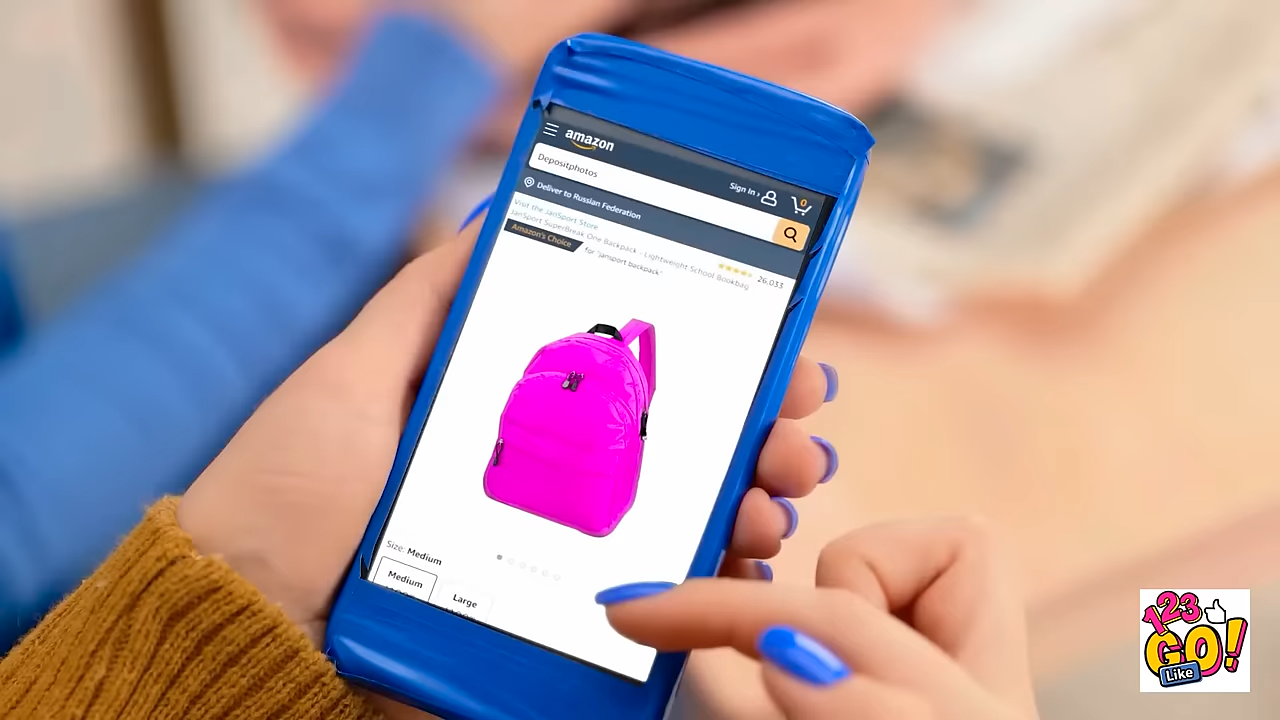 amazon
Depositphotos
Sign in ›
0
Deliver to Russian Federation
Visit the JanSport Store
JanSport SuperBreak One Backpack - Lightweight School Bookbag
Amazon's Choice
for "jansport backpack"
26,033
Size: Medium
Medium
Large
123
GO!
Like